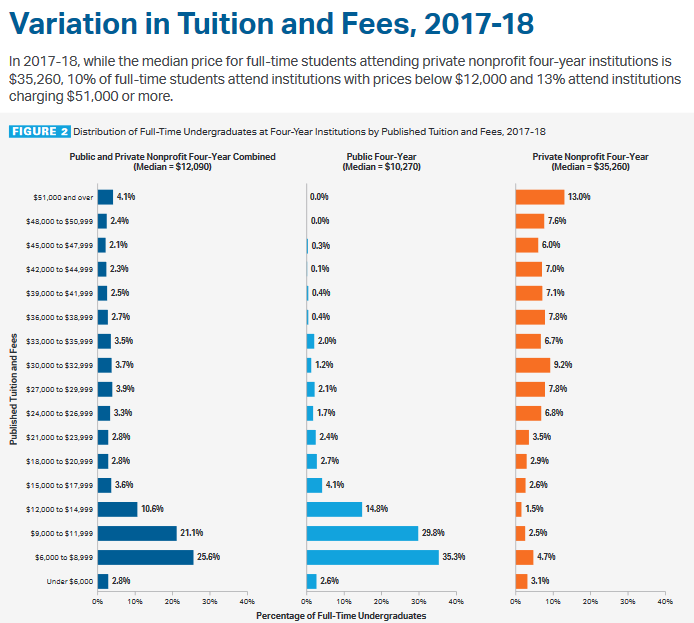 Variation in Tuition and Fees, 2017-18
In 2017-18, while the median price for full-time students attending private nonprofit four-year institutions is
$35,260, 10% of full-time students attend institutions with prices below $12,000 and 13% attend institutions
charging $51,000 or more.
FIGURE 2 Distribution of Full-Time Undergraduates at Four-Year Institutions by Published Tuition and Fees, 2017-18
Public and Private Nonprofit Four-Year Combined Public Four-Year Private Nonprofit Four-Year
(Median = $12,090) (Median = $10,270) (Median = $35,260)
Published Tuition and Fees
$51,000 and over 4.1% 0.0% 13.0%
$48,000 to $50,999 2.4% 0.0% 7.6%
$45,000 to $47,999 2.1% 0.3% 6.0%
$42,000 to $44,999 2.3% 0.1% 7.0%
$39,000 to $41,999 2.5% 0.4% 7.1%
$36,000 to $38,999 2.7% 0.4% 7.8%
$33,000 to $35,999 3.5% 2.0% 6.7%
$30,000 to $32,999 3.7% 1.2% 9.2%
$27,000 to $29,999 3.9% 2.1% 7.8%
$24,000 to $26,999 3.3% 1.7% 6.8%
$21,000 to $23,999 2.8% 2.4% 3.5%
$18,000 to $20,999 2.8% 2.7% 2.9%
$15,000 to $17,999 3.6% 4.1% 2.6%
$12,000 to $14,999 10.6% 14.8% 1.5%
$9,000 to $11,999 21.1% 29.8% 2.5%
$6,000 to $8,999 25.6% 35.3% 4.7%
Under $6,000 2.8% 2.6% 3.1%
0% 10% 20% 30% 40% 0% 10% 20% 30% 40% 0% 10% 20% 30% 40%
Percentage of Full-Time Undergraduates